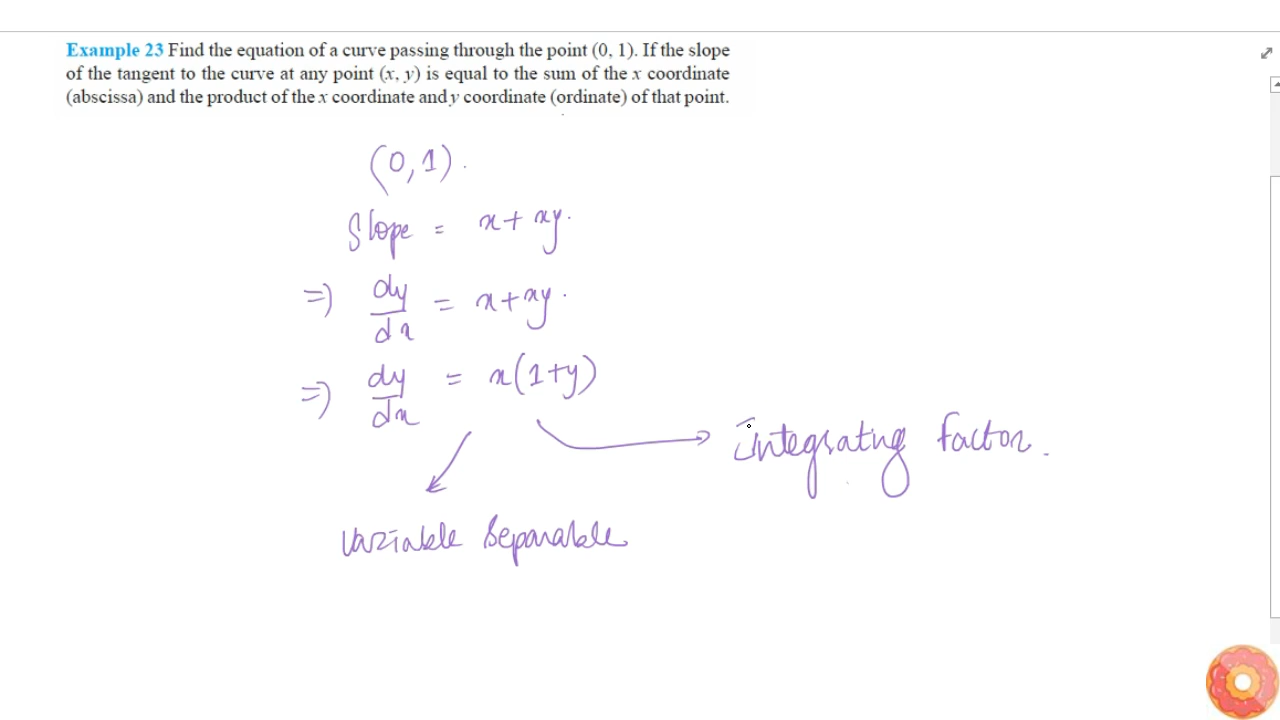 Example 23 Find the equation of a curve passing through the point (0, 1). If the slope
of the tangent to the curve at any point (x, y) is equal to the sum of the x coordinate
(abscissa) and the product of the x coordinate and y coordinate (ordinate) of that point.
(0, 1).
Slope = x + xy.
=> dy/dx = x + xy.
=> dy/dx = x(1+y)
Integrating factor.
Variable Separable